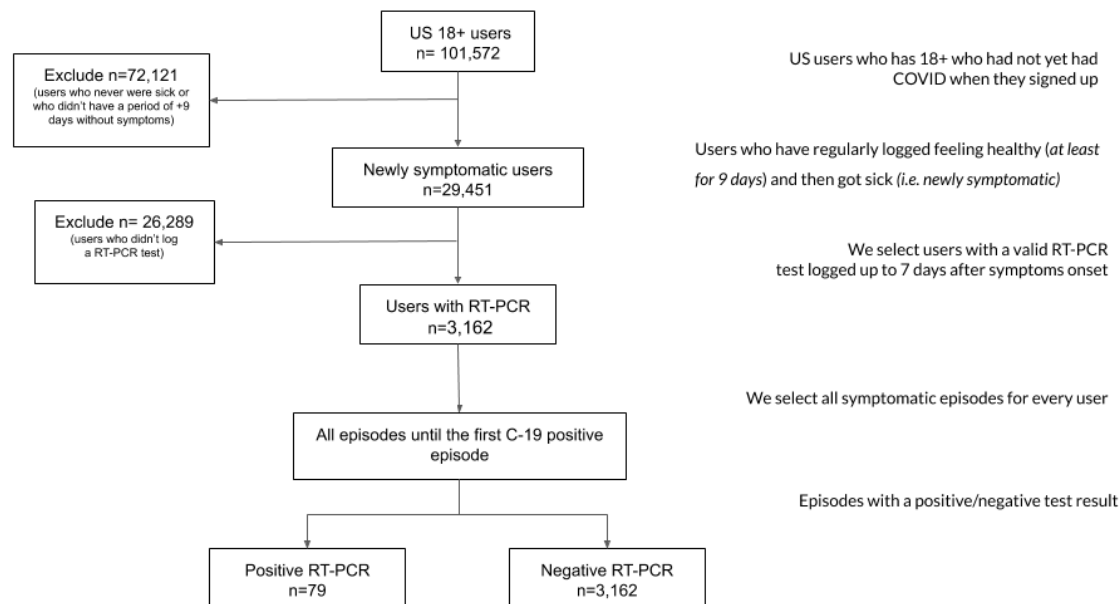 US 18+ users
n= 101,572
US users who has 18+ who had not yet had
COVID when they signed up
Exclude n=72,121
(users who never were sick or
who didn't have a period of +9
days without symptoms)
Newly symptomatic users
n=29,451
Users who have regularly logged feeling healthy (at least
for 9 days) and then got sick (i.e. newly symptomatic)
Exclude n= 26,289
(users who didn't log
a RT-PCR test)
We select users with a valid RT-PCR
test logged up to 7 days after symptoms onset
Users with RT-PCR
n=3,162
We select all symptomatic episodes for every user
All episodes until the first C-19 positive
episode
Episodes with a positive/negative test result
Positive RT-PCR
n=79
Negative RT-PCR
n=3,162